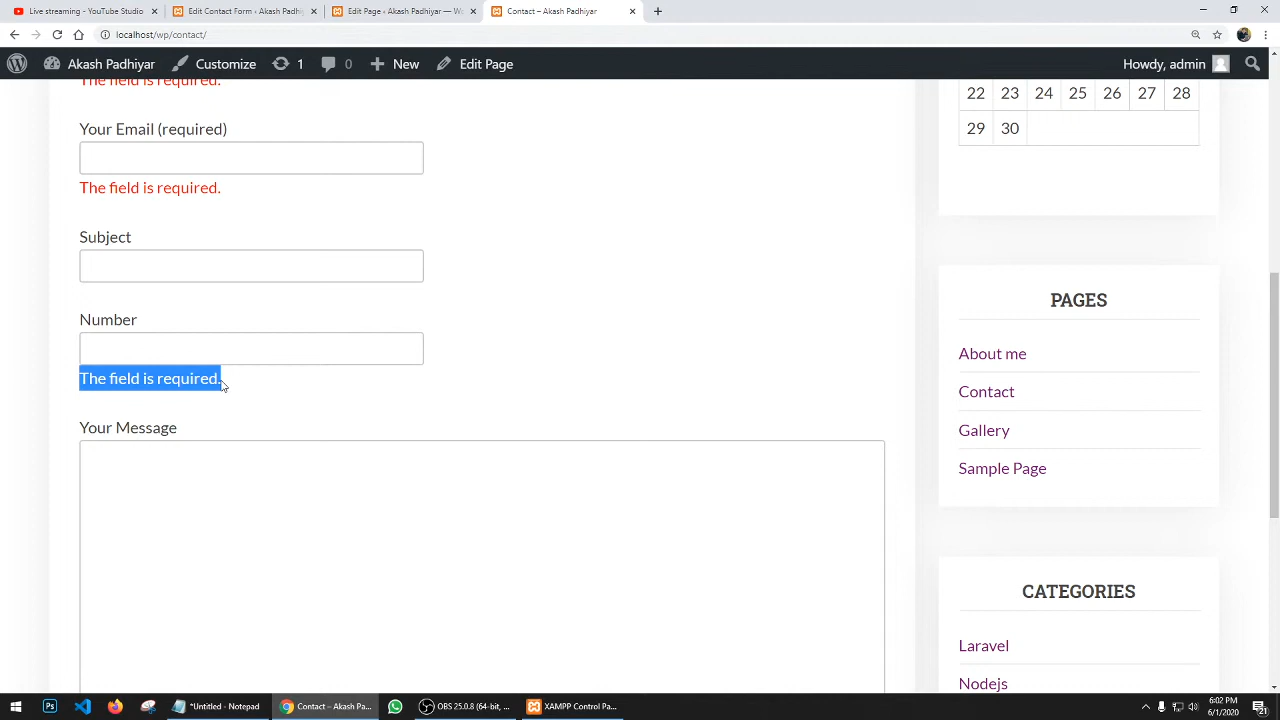 Live streaming - YouTube Studio
Edit Contform ‹ Akash Padhiy
Edit Page ‹ Akash Padhiyar — Wo
Contact – Akash Padhiyar
localhost/wp/contact/
Akash Padhiyar
Customize
1
0
New
Edit Page
Howdy, admin
The field is required.
Your Email (required)
The field is required.
Subject
Number
The field is required.
Your Message
22 23 24 25 26 27 28
29 30
PAGES
About me
Contact
Gallery
Sample Page
CATEGORIES
Laravel
Nodejs
*Untitled - Notepad
Contact – Akash Pa...
OBS 25.0.8 (64-bit, ...
XAMPP Control Pa...
6:02 PM
6/1/2020
21